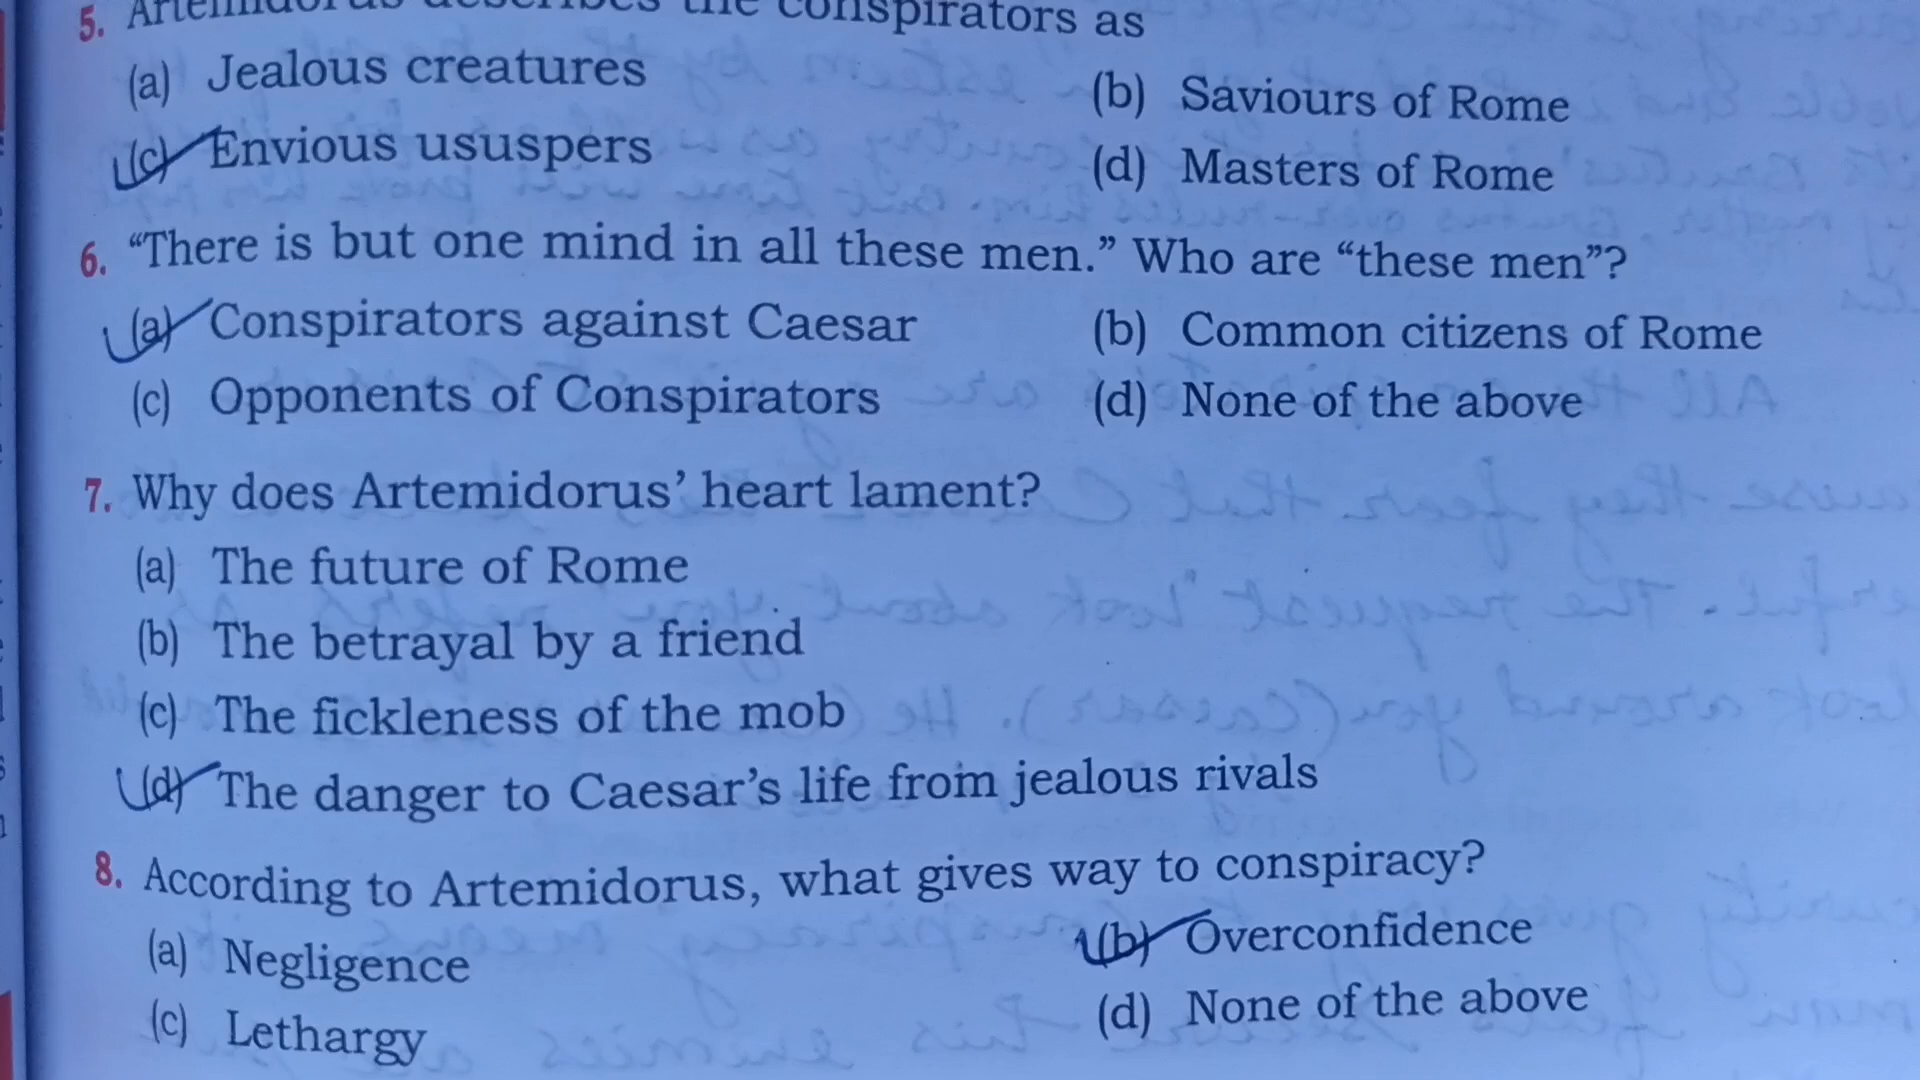 5. Artemidorus describes the conspirators as
(a) Jealous creatures
(b) Saviours of Rome
(c) Envious ususpers
(d) Masters of Rome
6. “There is but one mind in all these men.” Who are “these men”?
(a) Conspirators against Caesar
(b) Common citizens of Rome
(c) Opponents of Conspirators
(d) None of the above
7. Why does Artemidorus’ heart lament?
(a) The future of Rome
(b) The betrayal by a friend
(c) The fickleness of the mob
(d) The danger to Caesar’s life from jealous rivals
8. According to Artemidorus, what gives way to conspiracy?
(a) Negligence
(b) Overconfidence
(c) Lethargy
(d) None of the above